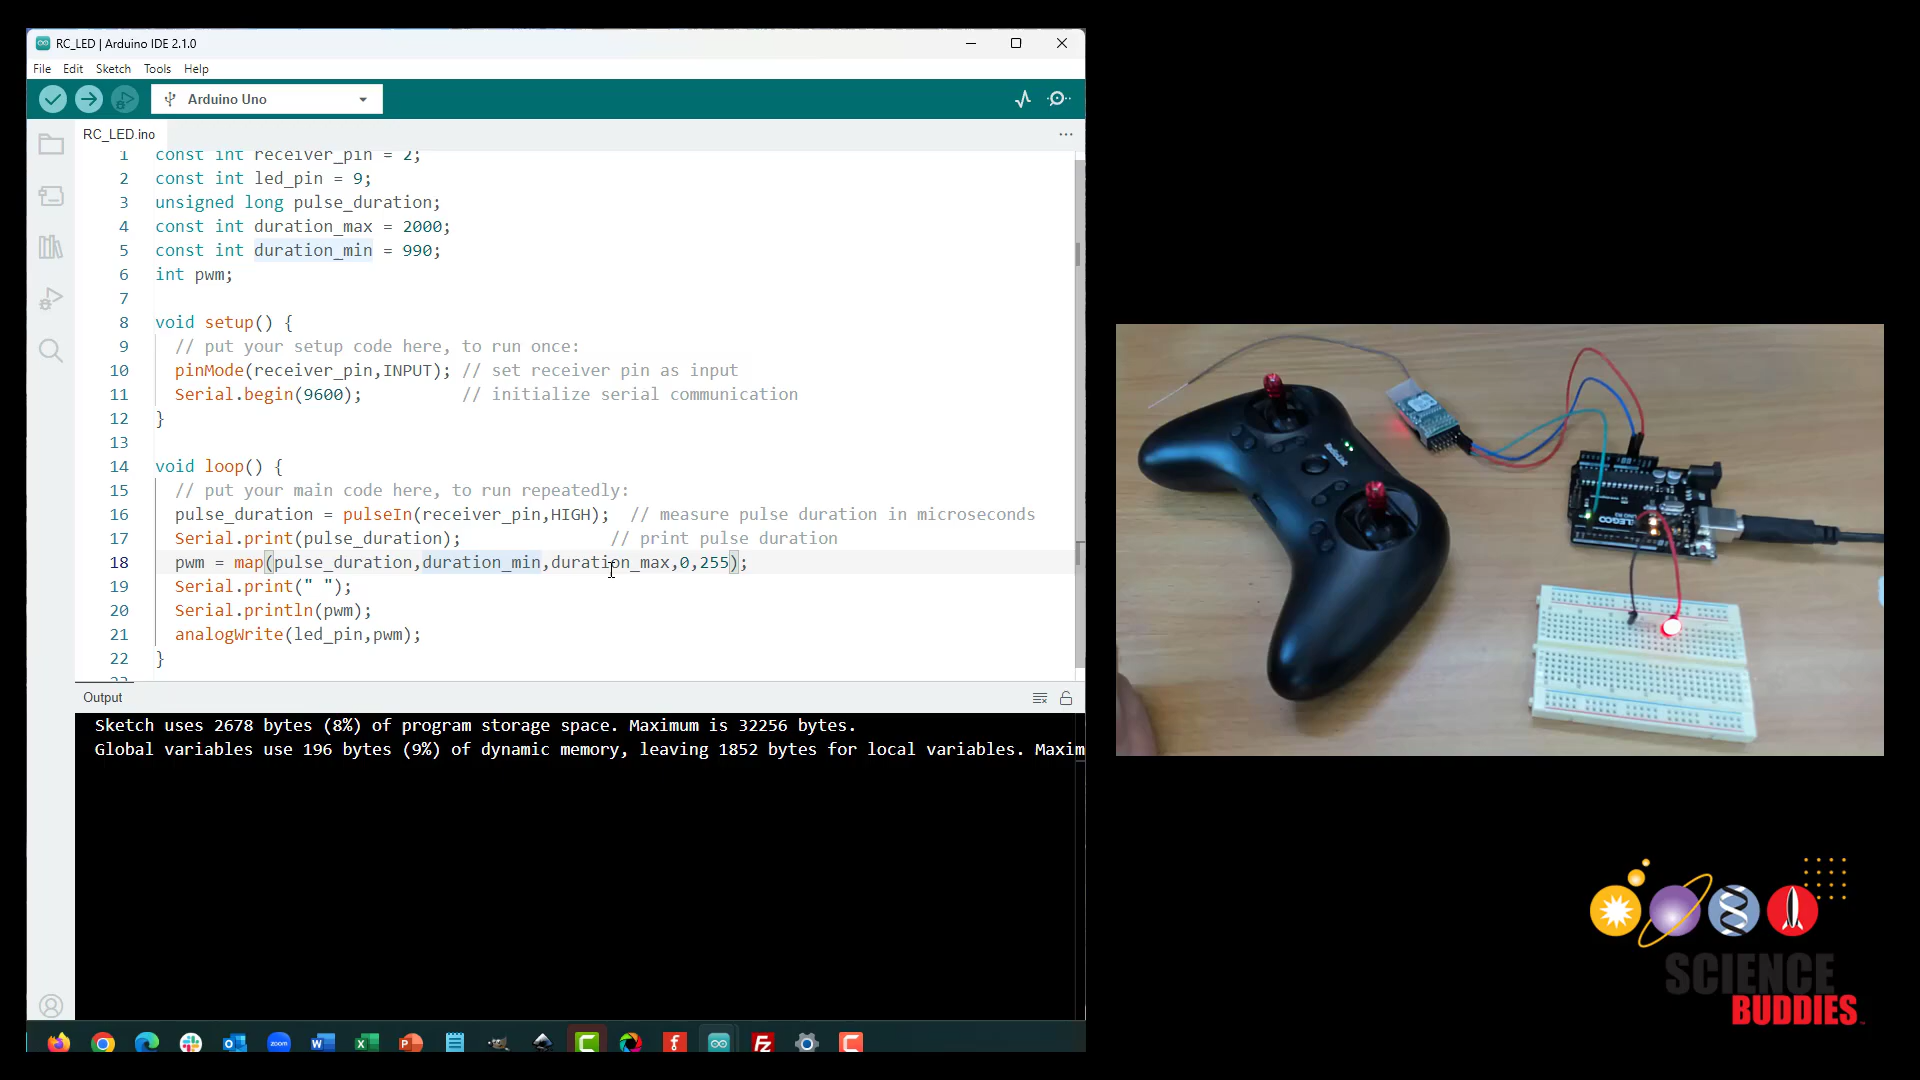 RC_LED | Arduino IDE 2.1.0
File Edit Sketch Tools Help
Arduino Uno
RC_LED.ino
1 const int receiver_pin = 2;
2 const int led_pin = 9;
3 unsigned long pulse_duration;
4 const int duration_max = 2000;
5 const int duration_min = 990;
6 int pwm;
7
8 void setup() {
9 // put your setup code here, to run once:
10 pinMode(receiver_pin,INPUT); // set receiver pin as input
11 Serial.begin(9600); // initialize serial communication
12 }
13
14 void loop() {
15 // put your main code here, to run repeatedly:
16 pulse_duration = pulseIn(receiver_pin,HIGH); // measure pulse duration in microseconds
17 Serial.print(pulse_duration); // print pulse duration
18 pwm = map(pulse_duration,duration_min,duration_max,0,255);
19 Serial.print(" ");
20 Serial.println(pwm);
21 analogWrite(led_pin,pwm);
22 }
Output
Sketch uses 2678 bytes (8%) of program storage space. Maximum is 32256 bytes.
Global variables use 196 bytes (9%) of dynamic memory, leaving 1852 bytes for local variables. Maxim
zoom
SCIENCE
BUDDIES